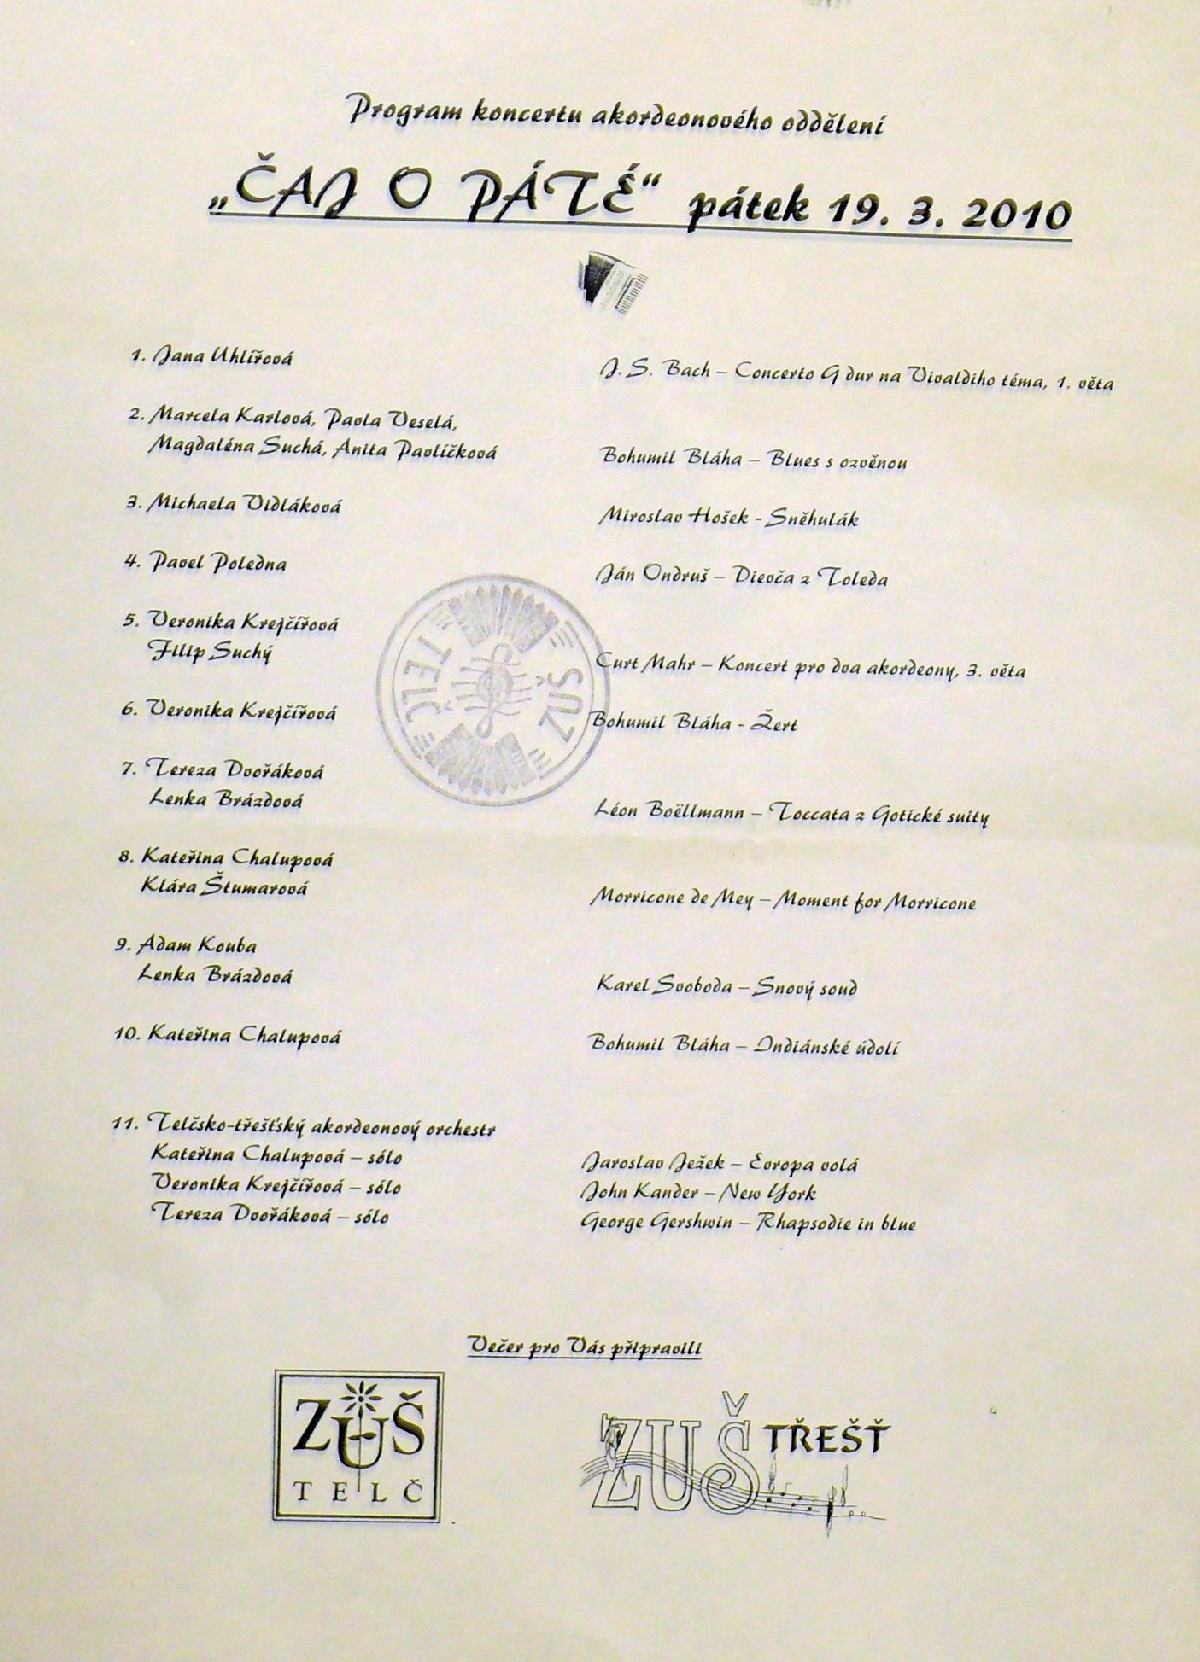 Program koncertu akordeonového oddělení
„ČAJ O PÁTÉ“ pátek 19. 3. 2010
1. Jana Uhlířová
J. S. Bach – Concerto G dur na Vivaldiho téma, 1. věta
2. Marcela Karlová, Pavla Veselá,
Magdaléna Suchá, Anita Pavlíčková
Bohumil Bláha – Blues s ozvěnou
3. Michaela Vidláková
Miroslav Hošek - Sněhulák
4. Pavel Poledna
Ján Ondruš – Dievča z Toleda
5. Veronika Krejčířová
Filip Suchý
Curt Mahr – Koncert pro dva akordeony, 3. věta
6. Veronika Krejčířová
Bohumil Bláha - Žert
7. Tereza Dvořáková
Lenka Brázdová
Léon Boëllmann – Toccata z Gotické suity
8. Kateřina Chalupová
Klára Štumarová
Morricone de Mey – Moment for Morricone
9. Adam Kouba
Lenka Brázdová
Karel Svoboda – Snový soud
10. Kateřina Chalupová
Bohumil Bláha – Indiánské údolí
11. Telčsko-třešťský akordeonový orchestr
Kateřina Chalupová – sólo
Jaroslav Ježek – Evropa volá
Veronika Krejčířová – sólo
John Kander – New York
Tereza Dvořáková – sólo
George Gershwin – Rhapsodie in blue
ZUŠ TELČ
Večer pro Vás připravili
ZUŠ
TELČ
ZUŠ TŘEŠŤ